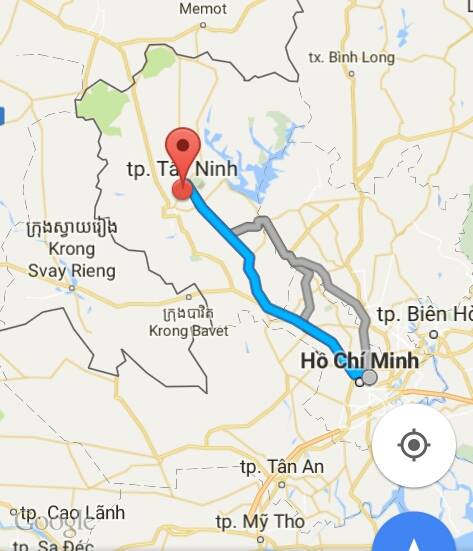 Memot
tx. Bình Long
tp. Tây Ninh
ក្រុងស្វាយរៀង
Krong
Svay Rieng
ក្រុងបាវិត
Krong Bavet
tp. Biên Hò
Hồ Chí Minh
tp. Tân An
tp. Cao Lãnh
Google
tp. Mỹ Tho
tp. Sa Đéc